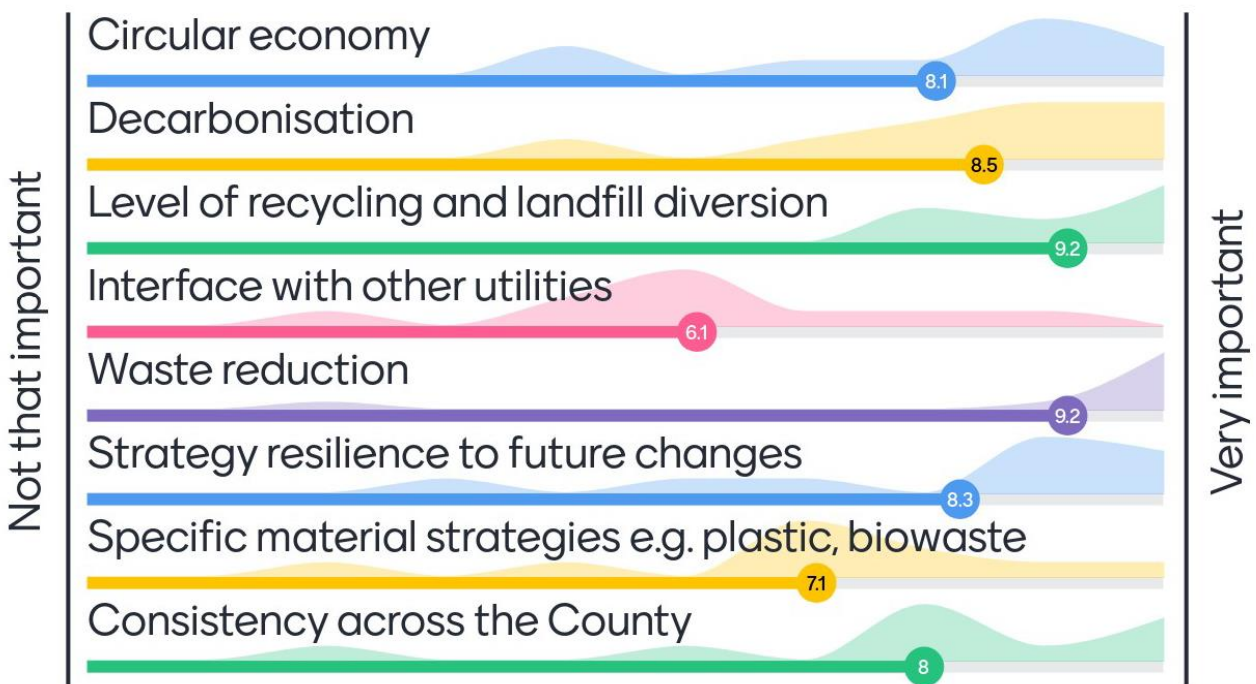 Not that important
Circular economy
8.1
Decarbonisation
8.5
Level of recycling and landfill diversion
9.2
Interface with other utilities
6.1
Waste reduction
9.2
Strategy resilience to future changes
8.3
Specific material strategies e.g. plastic, biowaste
7.1
Consistency across the County
8
Very important